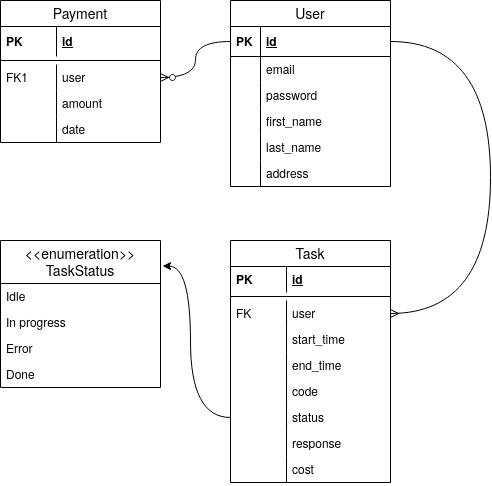 Payment
PK id
FK1 user
amount
date
User
PK id
email
password
first_name
last_name
address
<<enumeration>>
TaskStatus
Idle
In progress
Error
Done
Task
PK id
FK user
start_time
end_time
code
status
response
cost